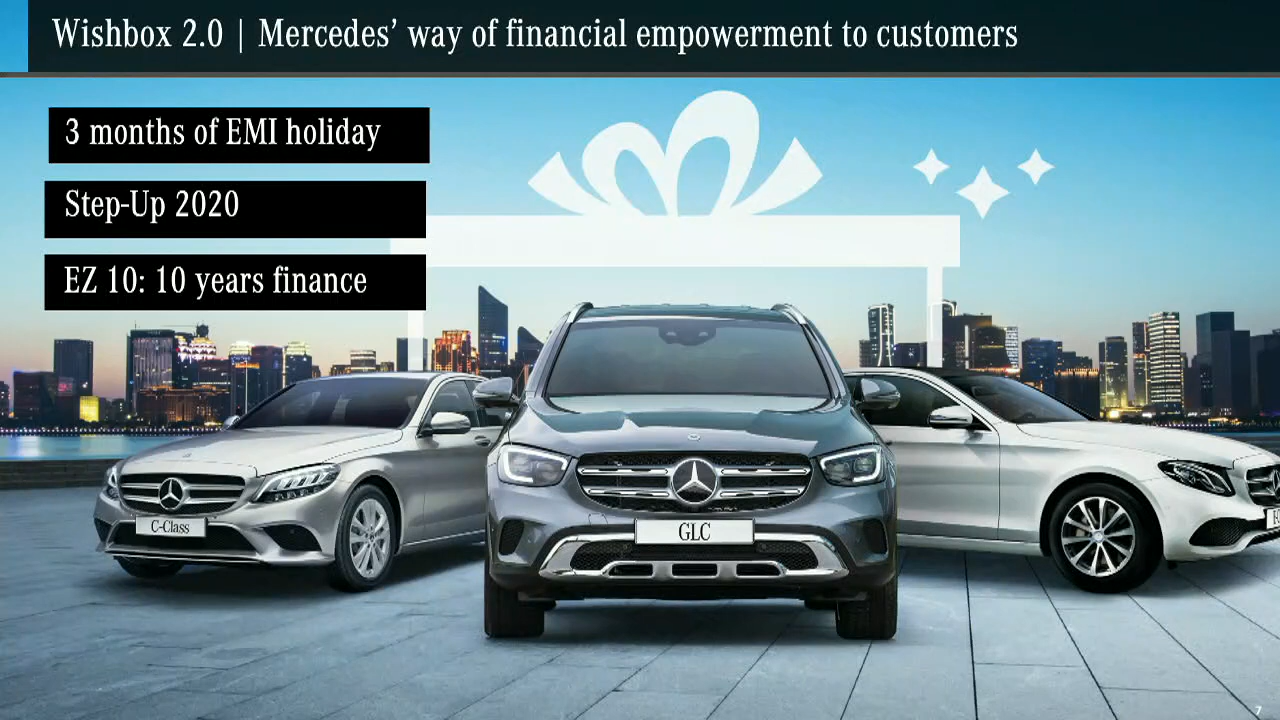 Wishbox 2.0 | Mercedes’ way of financial empowerment to customers
3 months of EMI holiday
Step-Up 2020
EZ 10: 10 years finance
C-Class
GLC
7